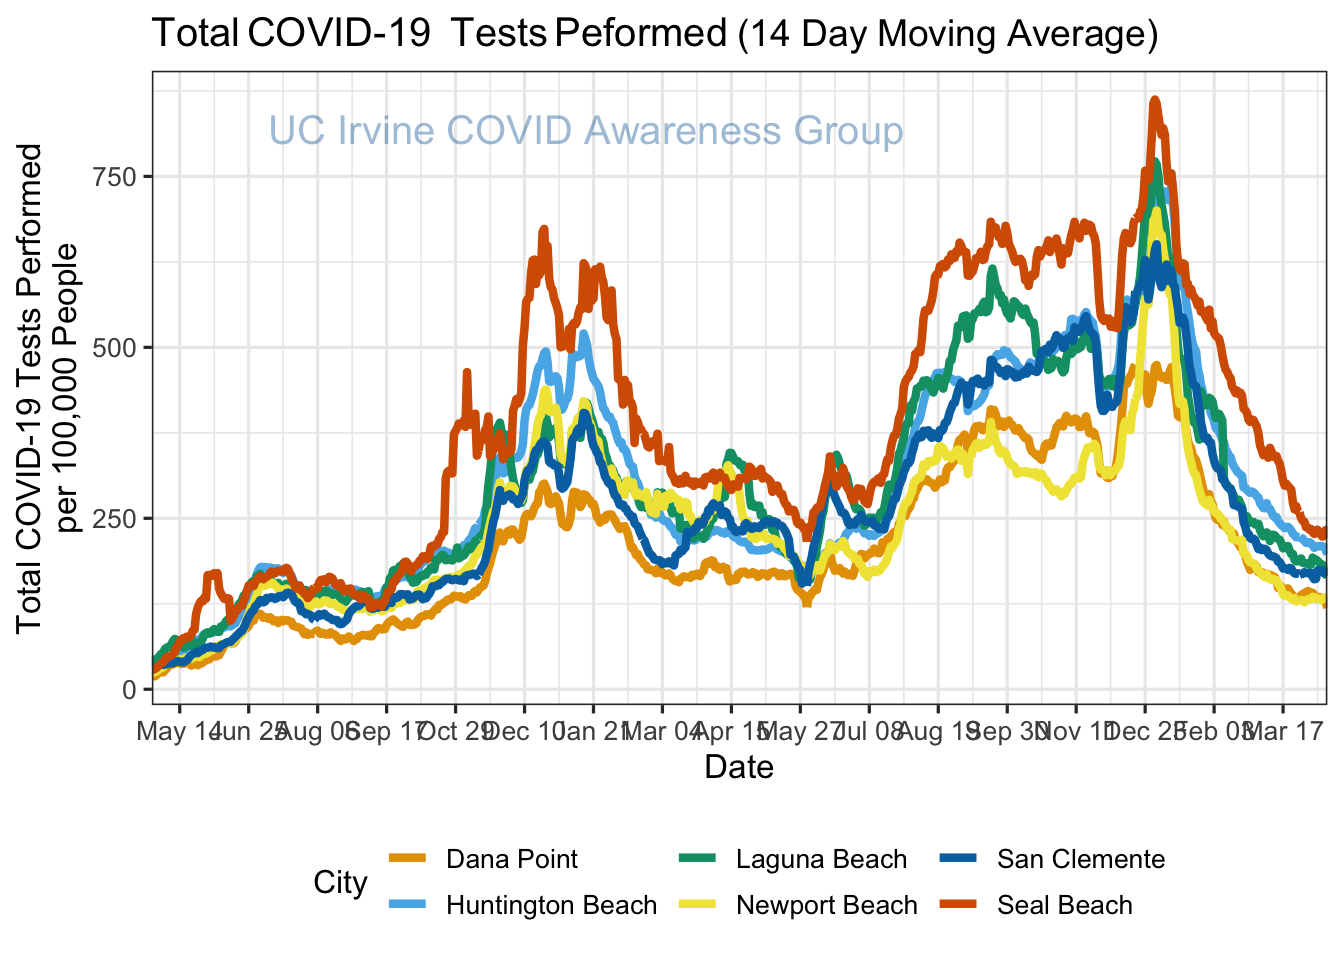 Total COVID-19  Tests Peformed (14 Day Moving Average)
UC Irvine COVID Awareness Group
Total COVID-19 Tests Performed
per 100,000 People
750
500
250
0
May 14 Jun 25 Aug 06 Sep 17 Oct 29 Dec 10 Jan 21 Mar 04 Apr 15 May 27 Jul 08 Aug 19 Sep 30 Nov 11 Dec 23 Feb 03 Mar 17
Date
City
Dana Point Laguna Beach San Clemente
Huntington Beach Newport Beach Seal Beach